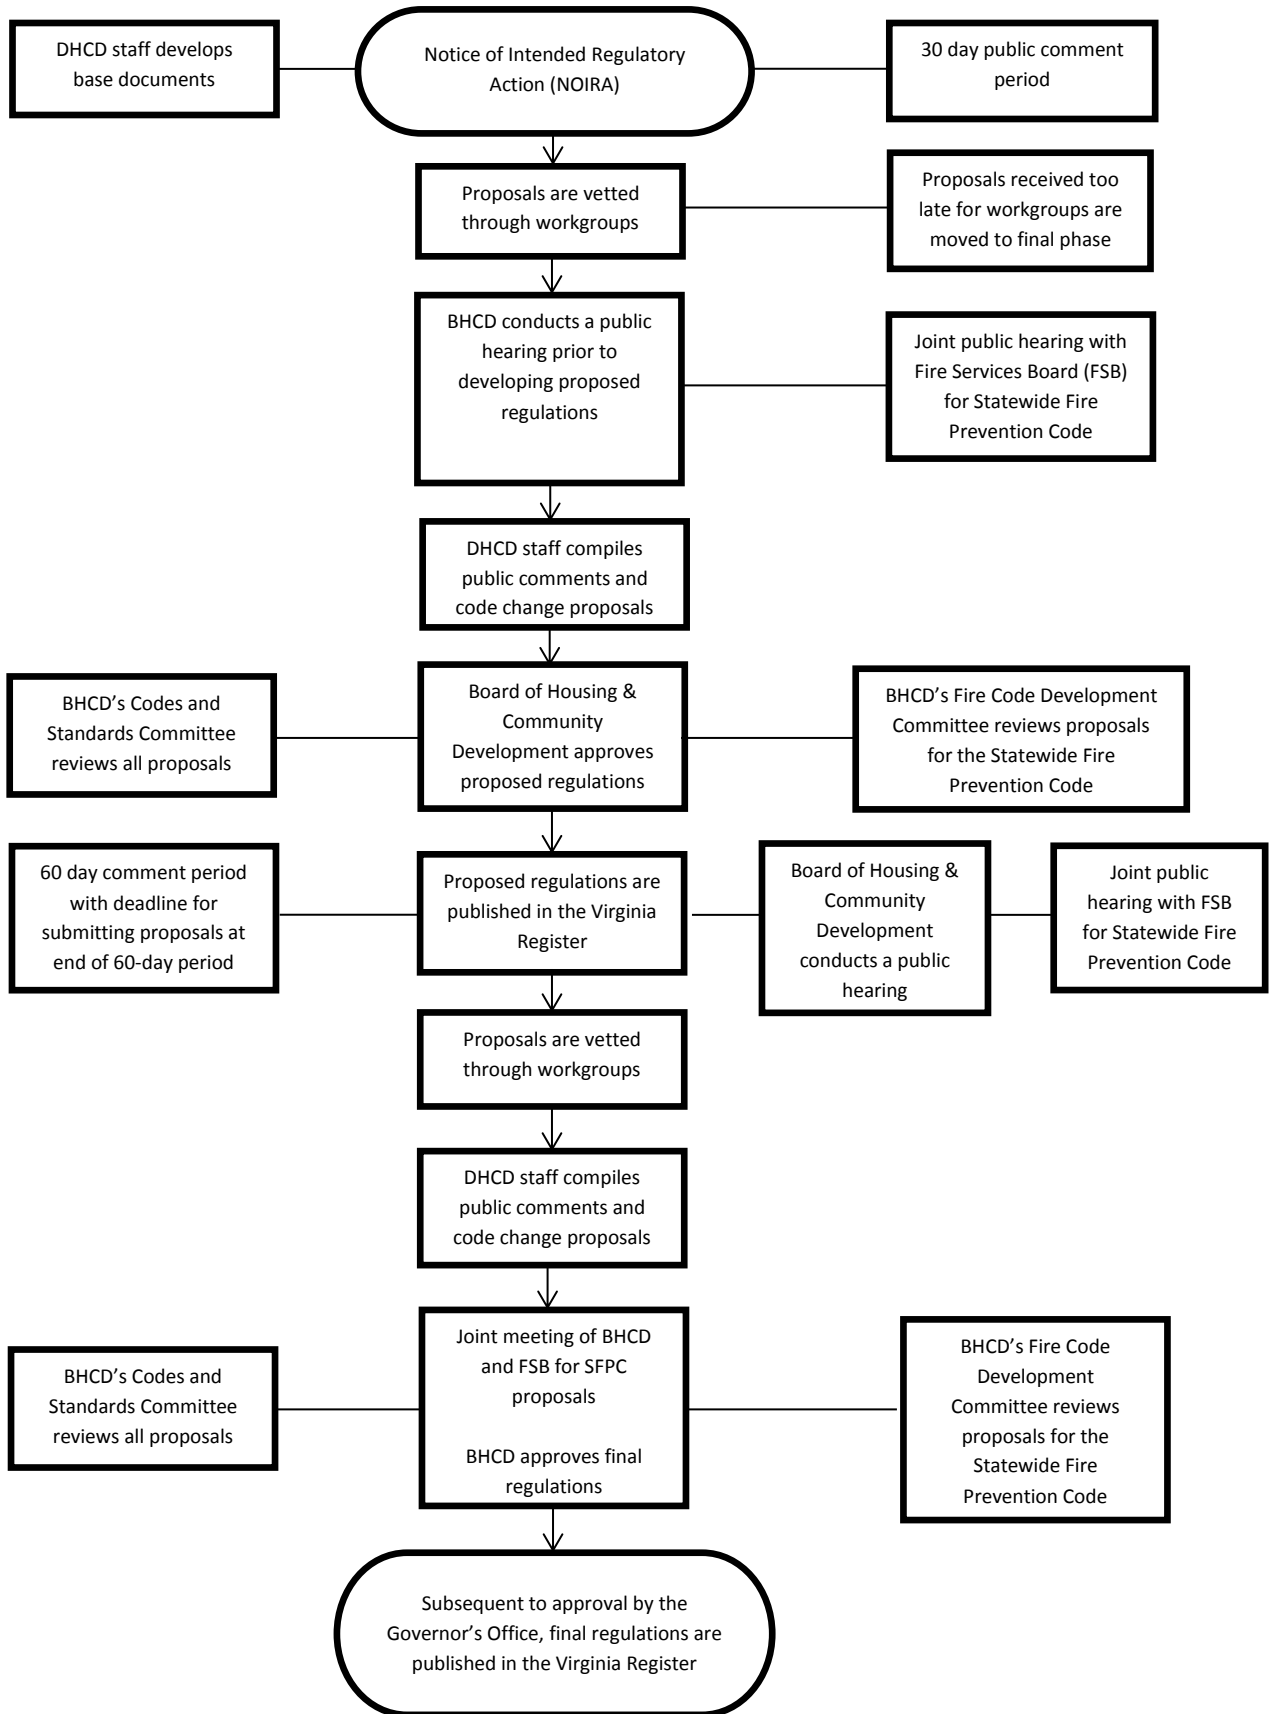 DHCD staff develops
base documents
Notice of Intended Regulatory
Action (NOIRA)
30 day public comment
period
Proposals are vetted
through workgroups
Proposals received too
late for workgroups are
moved to final phase
BHCD conducts a public
hearing prior to
developing proposed
regulations
Joint public hearing with
Fire Services Board (FSB)
for Statewide Fire
Prevention Code
DHCD staff compiles
public comments and
code change proposals
BHCD’s Codes and
Standards Committee
reviews all proposals
Board of Housing &
Community
Development approves
proposed regulations
BHCD’s Fire Code Development
Committee reviews proposals
for the Statewide Fire
Prevention Code
60 day comment period
with deadline for
submitting proposals at
end of 60-day period
Proposed regulations are
published in the Virginia
Register
Board of Housing &
Community
Development
conducts a public
hearing
Joint public
hearing with FSB
for Statewide Fire
Prevention Code
Proposals are vetted
through workgroups
DHCD staff compiles
public comments and
code change proposals
BHCD’s Codes and
Standards Committee
reviews all proposals
Joint meeting of BHCD
and FSB for SFPC
proposals
BHCD approves final
regulations
BHCD’s Fire Code
Development
Committee reviews
proposals for the
Statewide Fire
Prevention Code
Subsequent to approval by the
Governor’s Office, final regulations are
published in the Virginia Register